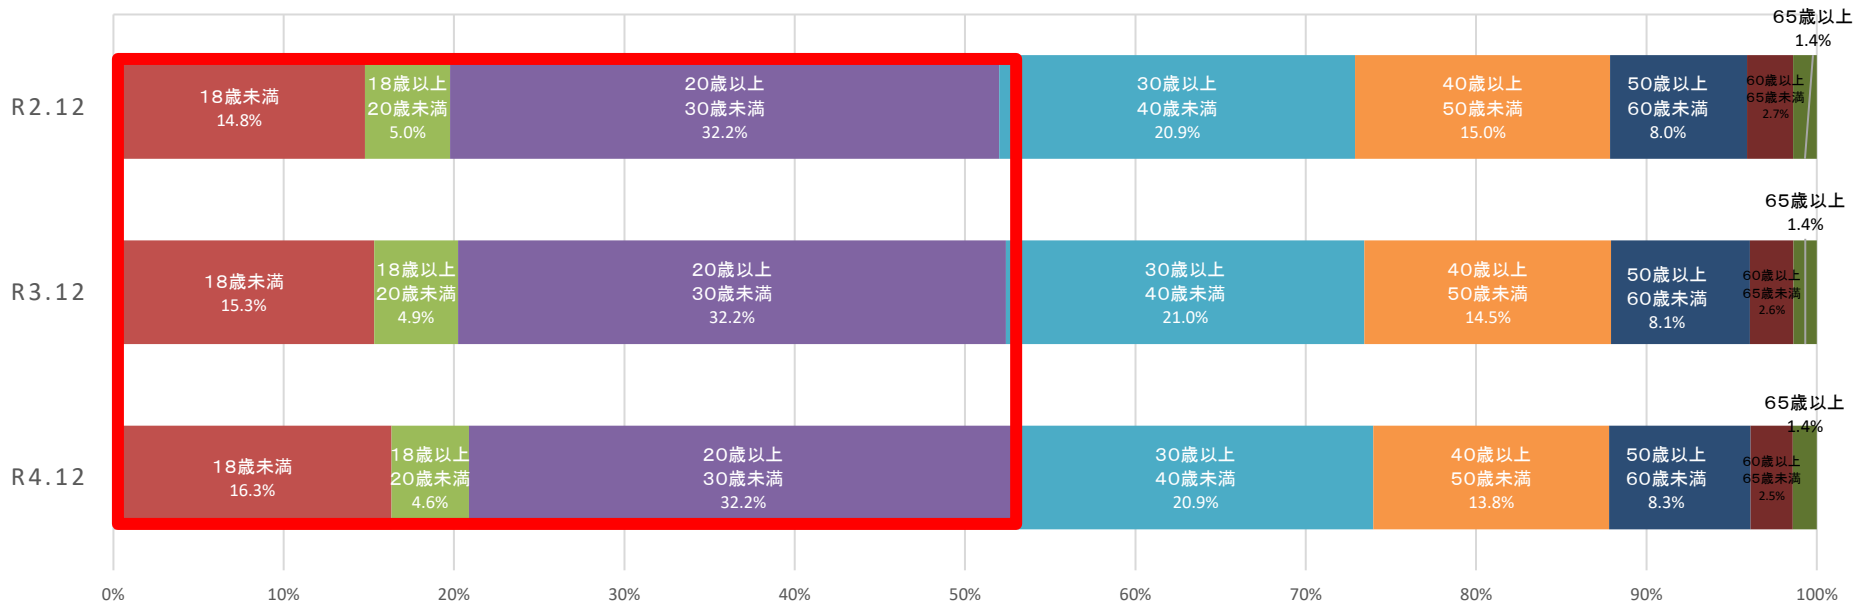 65歳以上
1.4%
R2.12
18歳未満
14.8%
18歳以上
20歳未満
5.0%
20歳以上
30歳未満
32.2%
30歳以上
40歳未満
20.9%
40歳以上
50歳未満
15.0%
50歳以上
60歳未満
8.0%
60歳以上
65歳未満
2.7%
65歳以上
1.4%
R3.12
18歳未満
15.3%
18歳以上
20歳未満
4.9%
20歳以上
30歳未満
32.2%
30歳以上
40歳未満
21.0%
40歳以上
50歳未満
14.5%
50歳以上
60歳未満
8.1%
60歳以上
65歳未満
2.6%
65歳以上
1.4%
R4.12
18歳未満
16.3%
18歳以上
20歳未満
4.6%
20歳以上
30歳未満
32.2%
30歳以上
40歳未満
20.9%
40歳以上
50歳未満
13.8%
50歳以上
60歳未満
8.3%
60歳以上
65歳未満
2.5%
0% 10% 20% 30% 40% 50% 60% 70% 80% 90% 100%